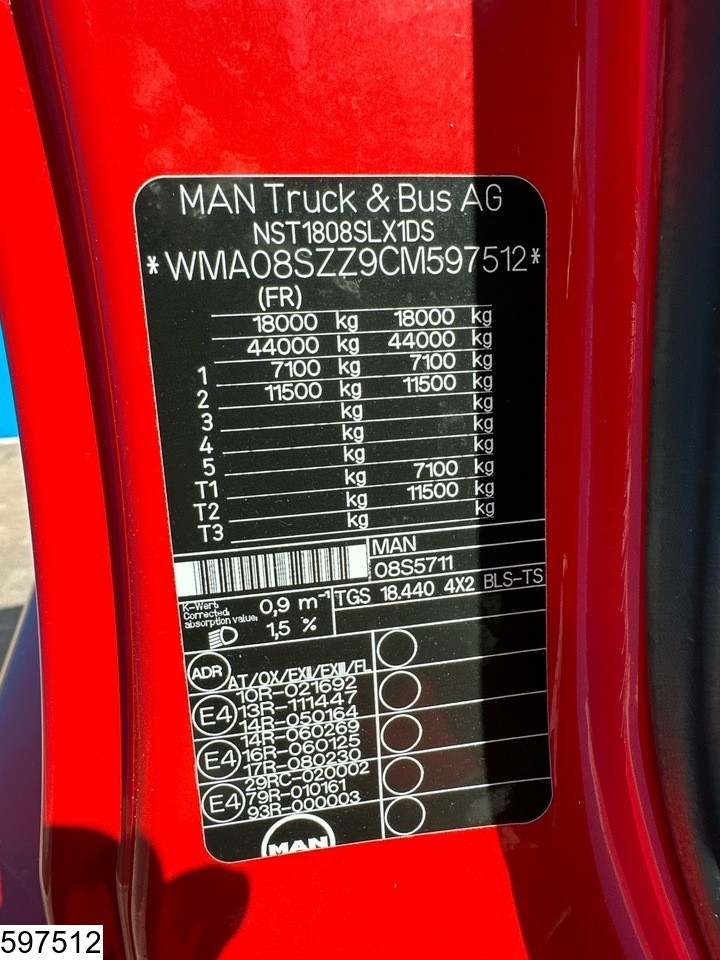 MAN Truck & Bus AG
NST1808SLX1DS
*WMA08SZZ9CM597512*
(FR)
18000 kg 18000 kg
44000 kg 44000 kg
1 7100 kg 7100 kg
2 11500 kg 11500 kg
3 kg kg
4 kg kg
5 kg kg
T1 kg 7100 kg
T2 kg 11500 kg
T3 kg kg
MAN
08S5711
TGS 18.440 4X2 BLS-TS
K-Wert:
Corrected
absorption value:
0,9 m-1
1,5 %
ADR AT/OX/EXII/EXIII/FL
10R-021692
E4 13R-111447
14R-050164
14R-060269
E4 16R-060125
17R-080230
29RC-020002
E4 79R-010161
93R-000003
MAN
597512